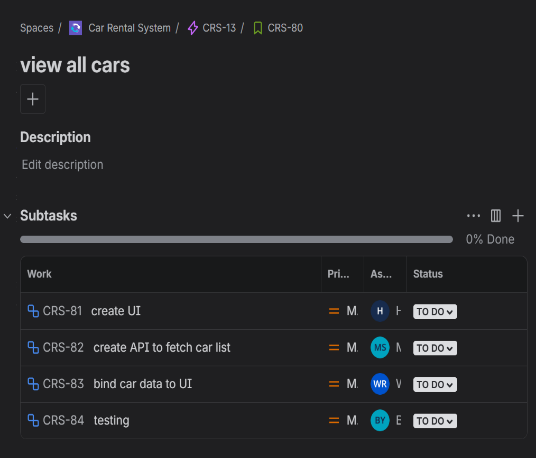 Spaces / Car Rental System / CRS-13 / CRS-80
view all cars
Description
Edit description
Subtasks
0% Done
Work Pri... As... Status
CRS-81 create UI M. H TO DO
CRS-82 create API to fetch car list M. MS TO DO
CRS-83 bind car data to UI M. WR TO DO
CRS-84 testing M. BY TO DO